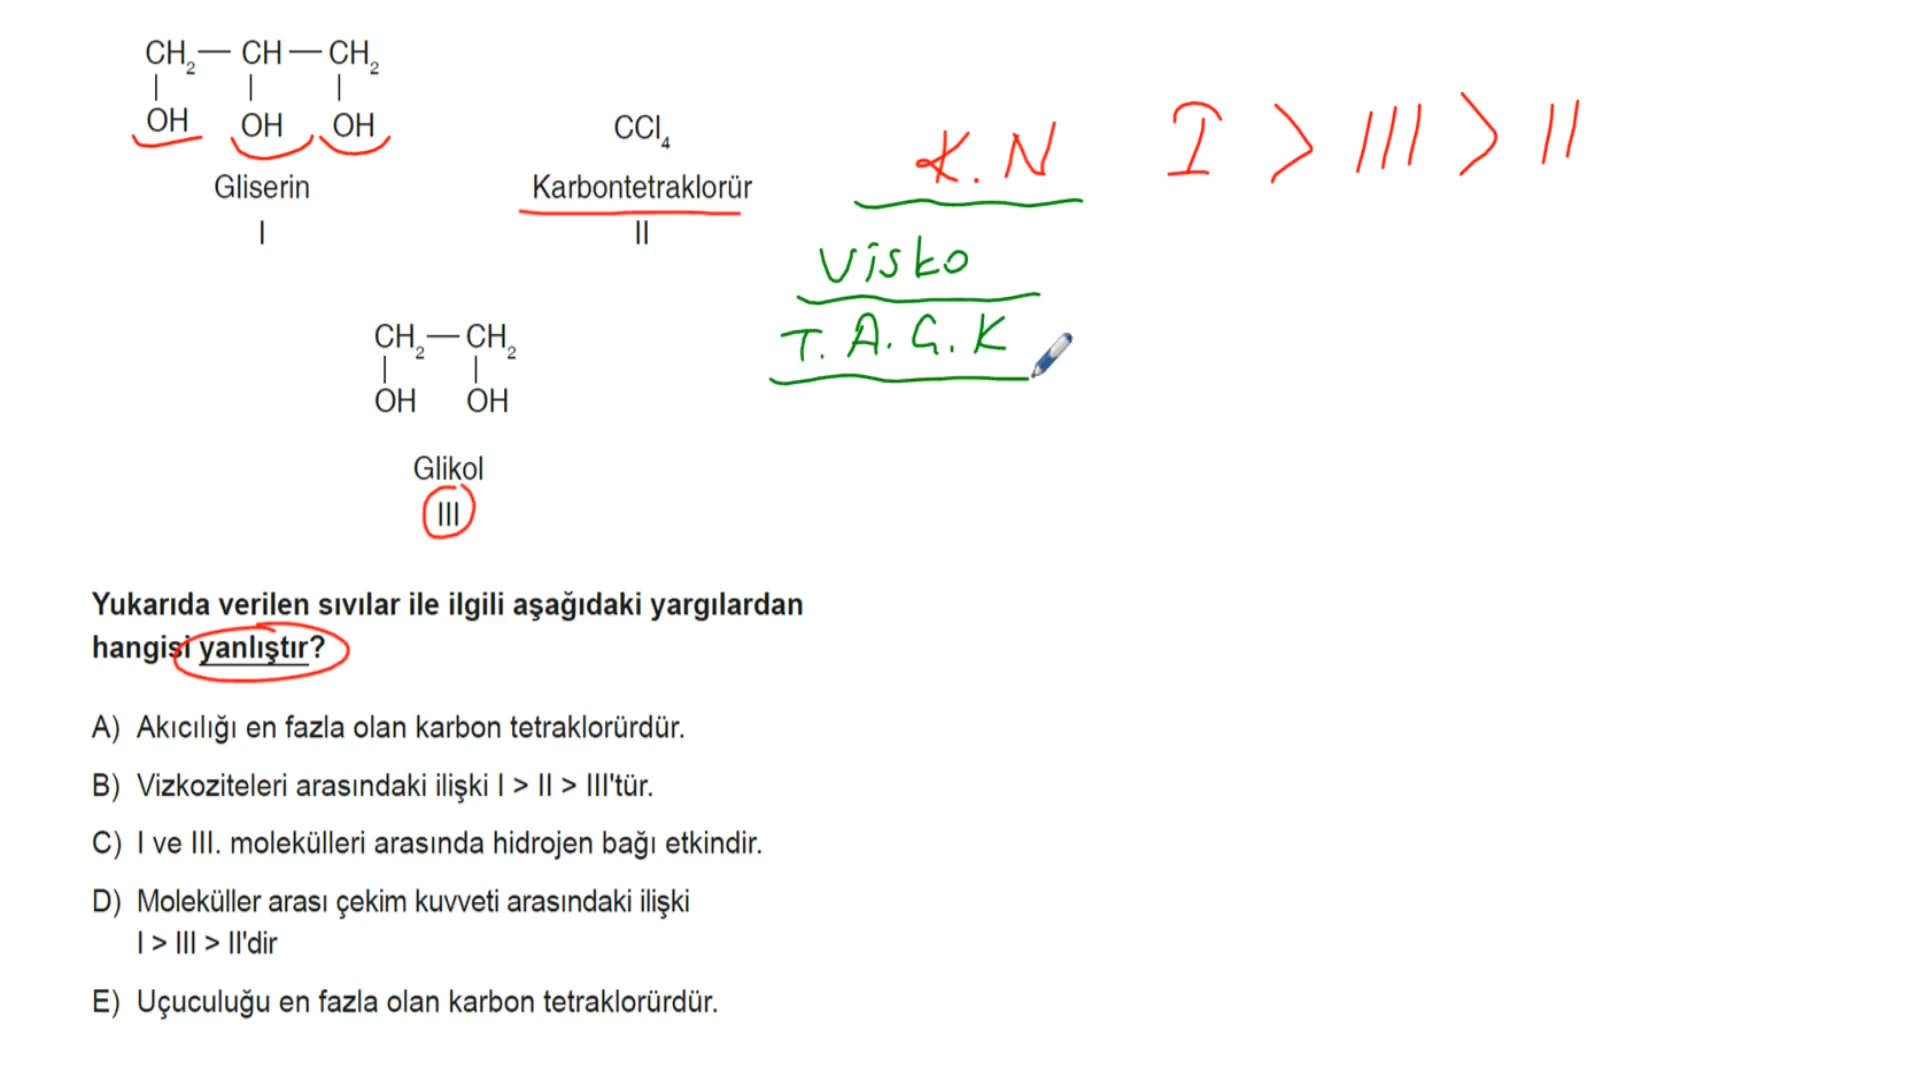 CH₂ — CH — CH₂
OH OH OH
Gliserin
I
CCl₄
Karbontetraklorür
II
K.N I > III > II
Visko
T.A.G.K
CH₂ — CH₂
OH OH
Glikol
III
Yukarıda verilen sıvılar ile ilgili aşağıdaki yargılardan
hangisi yanlıştır?
A) Akıcılığı en fazla olan karbon tetraklorürdür.
B) Vizkoziteleri arasındaki ilişki I > II > III'tür.
C) I ve III. molekülleri arasında hidrojen bağı etkindir.
D) Moleküller arası çekim kuvveti arasındaki ilişki
I > III > II'dir
E) Uçuculuğu en fazla olan karbon tetraklorürdür.